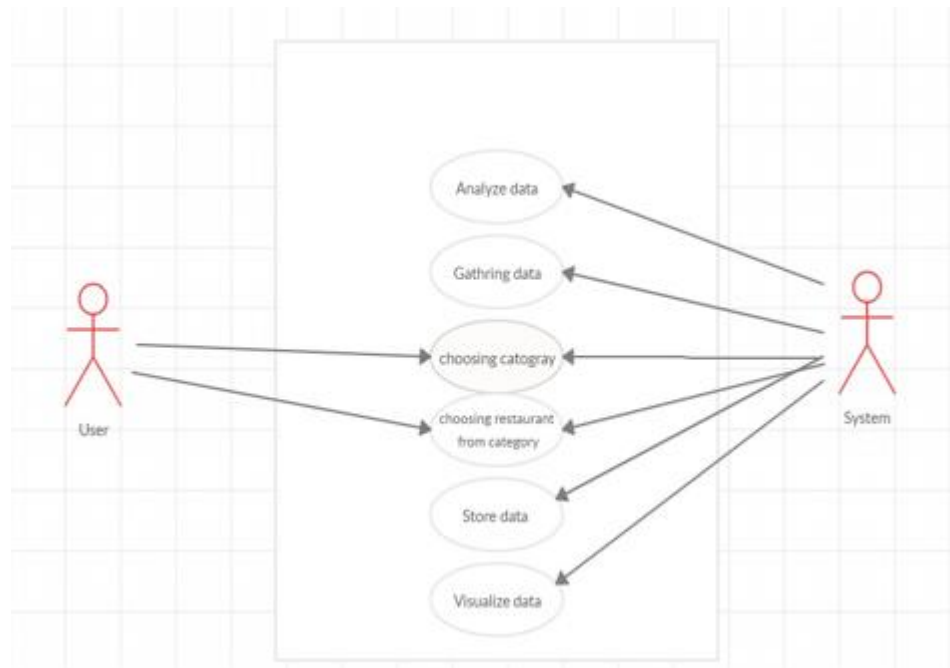 Analyze data
Gathring data
choosing catogray
choosing restaurant
from category
Store data
Visualize data
User
System